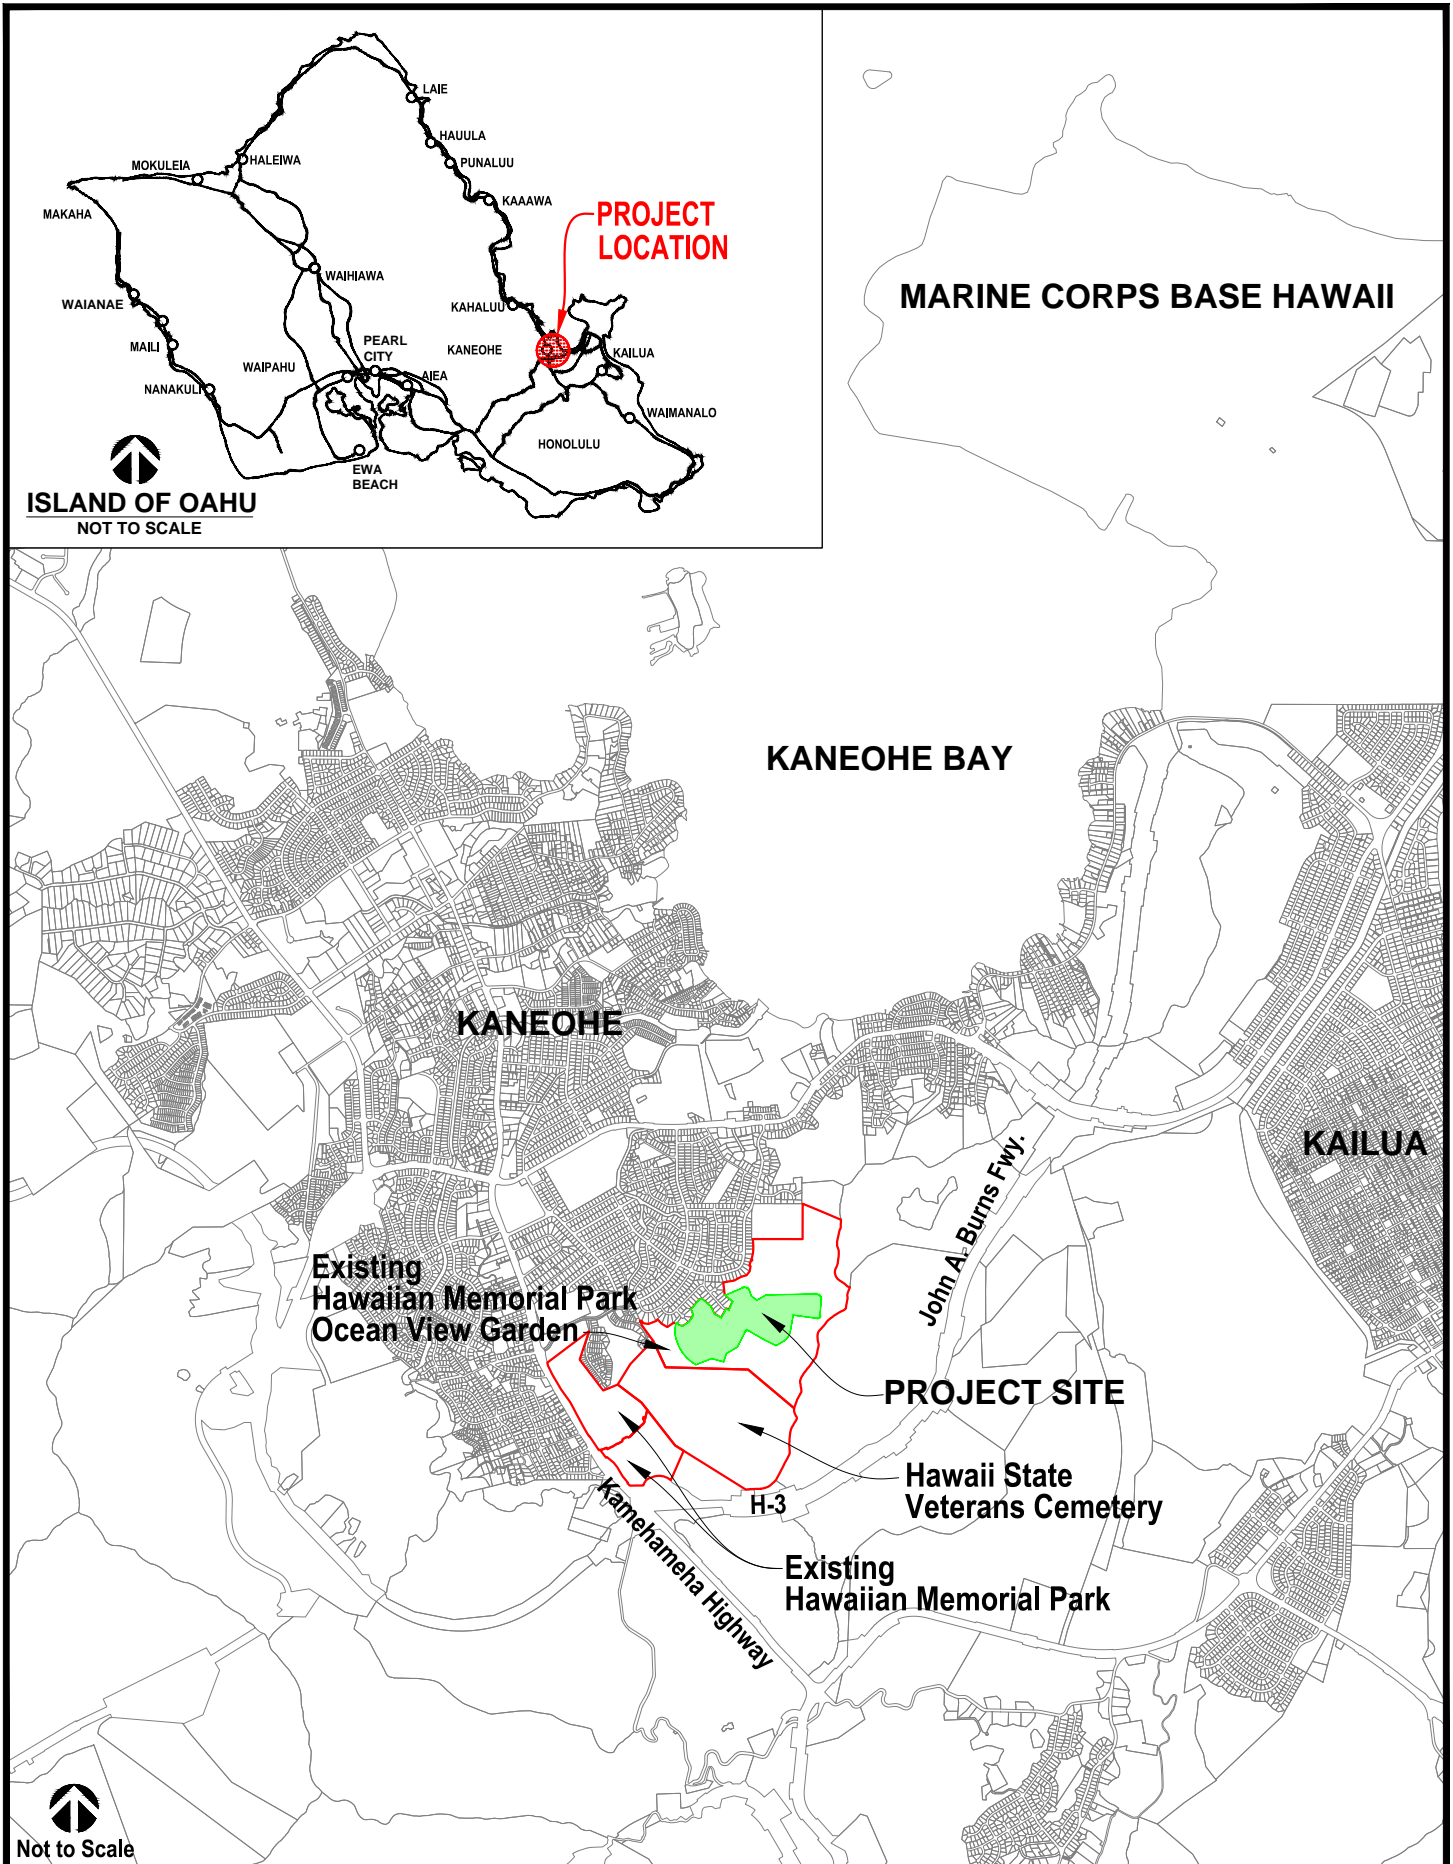 LAIE
HAUULA
PUNALUU
MOKULEIA
HALEIWA
KAAAWA
MAKAHA
PROJECT
LOCATION
WAIHIAWA
WAIANAE
KAHALUU
MAILI
PEARL
CITY
KANEOHE
KAILUA
WAIPAHU
AIEA
NANAKULI
WAIMANALO
HONOLULU
EWA
BEACH
ISLAND OF OAHU
NOT TO SCALE
MARINE CORPS BASE HAWAII
KANEOHE BAY
KANEOHE
KAILUA
John A. Burns Fwy.
Existing
Hawaiian Memorial Park
Ocean View Garden
PROJECT SITE
Hawaii State
Veterans Cemetery
H-3
Kamehameha Highway
Existing
Hawaiian Memorial Park
Not to Scale